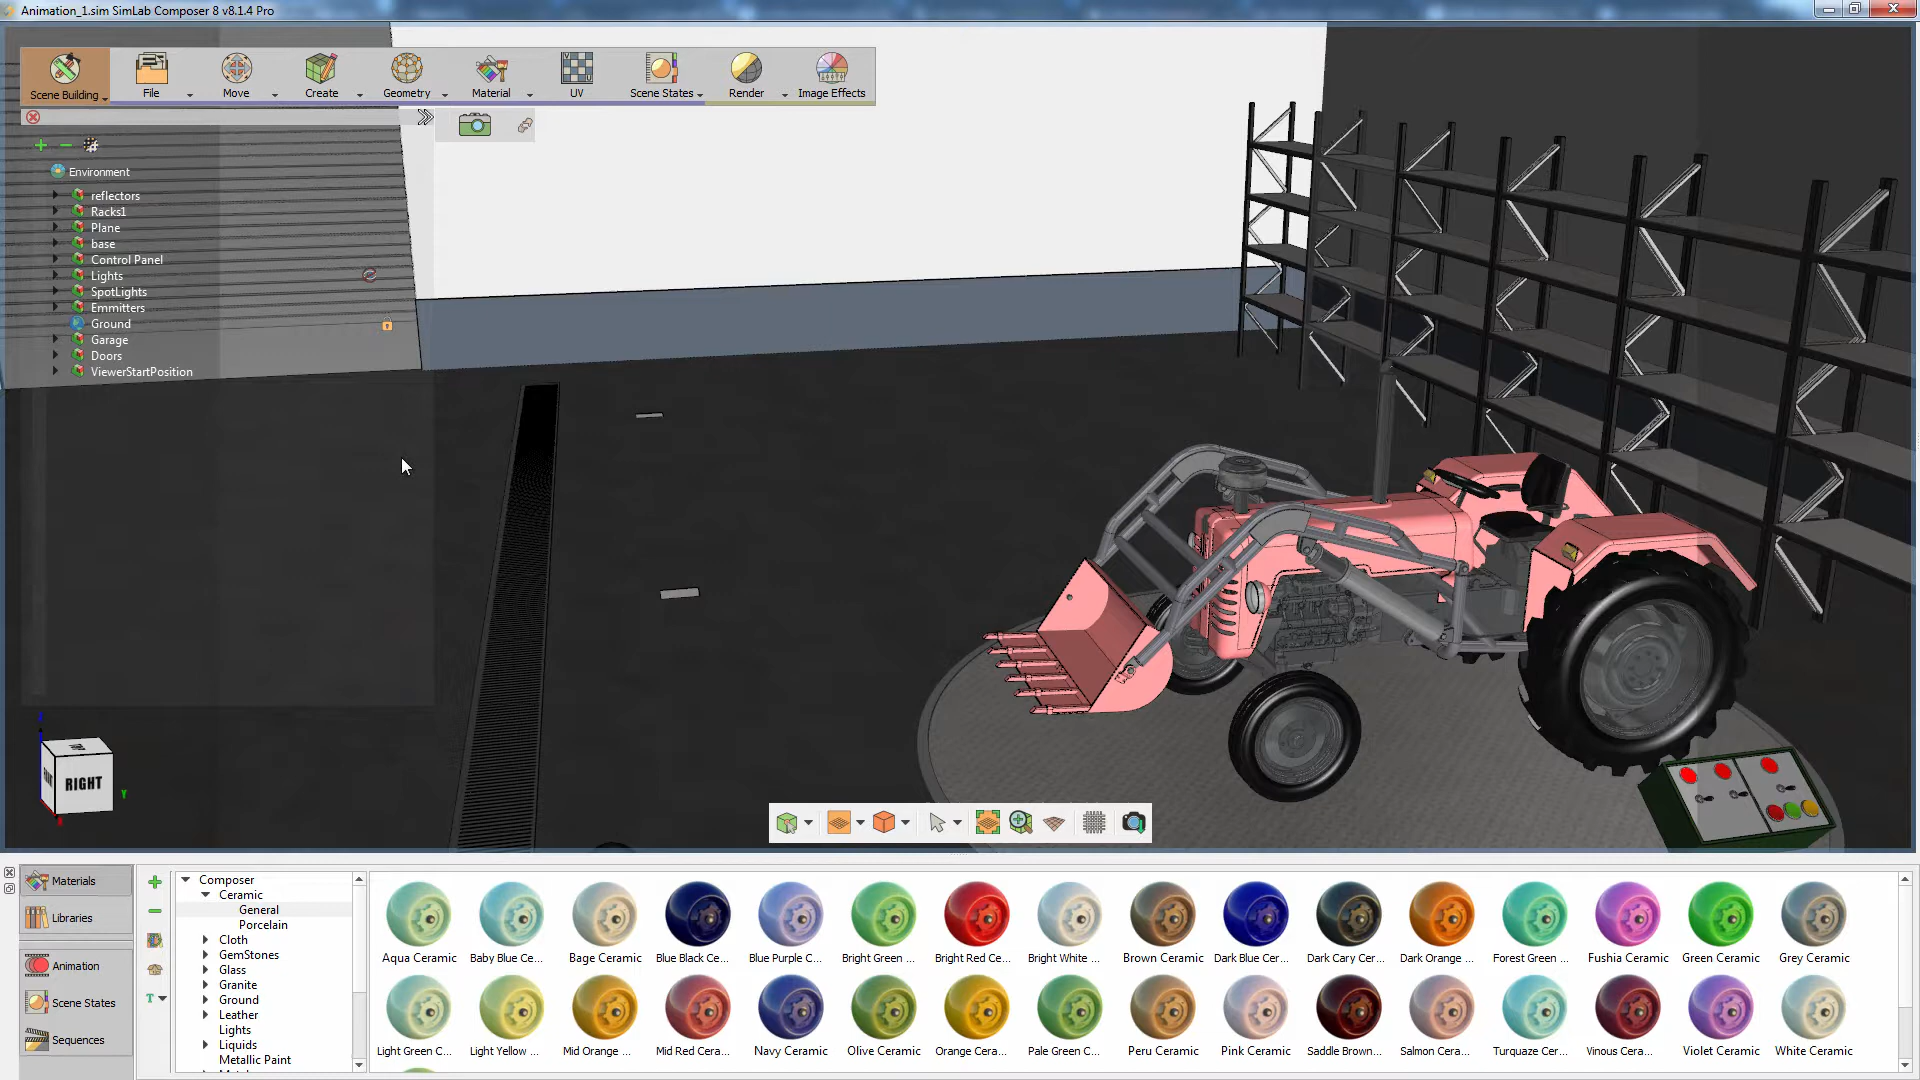 Animation_1.sim SimLab Composer 8 v8.1.4 Pro
Scene Building
File
Move
Create
Geometry
Material
UV
Scene States
Render
Image Effects
Environment
reflectors
Racks1
Plane
base
Control Panel
Lights
SpotLights
Emmitters
Ground
Garage
Doors
ViewerStartPosition
RIGHT
Y
Materials
Libraries
Animation
Scene States
Sequences
T
Composer
Ceramic
General
Porcelain
Cloth
GemStones
Glass
Granite
Ground
Leather
Lights
Liquids
Metallic Paint
Aqua Ceramic
Baby Blue Ce...
Bage Ceramic
Blue Black Ce...
Blue Purple C...
Bright Green ...
Bright Red Ce...
Bright White ...
Brown Ceramic
Dark Blue Cer...
Dark Cary Cer...
Dark Orange ...
Forest Green ...
Fushia Ceramic
Green Ceramic
Grey Ceramic
Light Green C...
Light Yellow ...
Mid Orange ...
Mid Red Cera...
Navy Ceramic
Olive Ceramic
Orange Cera...
Pale Green C...
Peru Ceramic
Pink Ceramic
Saddle Brown...
Salmon Cera...
Turquaze Cer...
Vinous Cera...
Violet Ceramic
White Ceramic